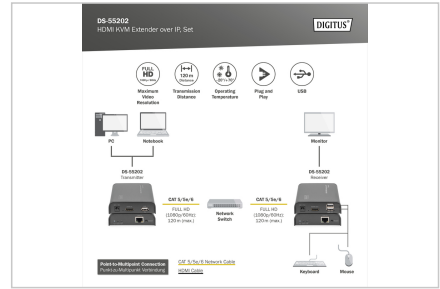 DS-55202
HDMI KVM Extender over IP, Set
DIGITUS®
FULL
HD
120 m
Distance
Maximum
Video
Resolution
Transmission
Distance
Operating
Temperature
Plug and
Play
USB
PC
Notebook
Monitor
DS-55202
Transmitter
DS-55202
Receiver
CAT 5/5e/6
FULL HD
(1080p/60Hz):
120 m (max.)
Network
Switch
CAT 5/5e/6
FULL HD
(1080p/60Hz):
120 m (max.)
Point-to-Multipoint Connection
Punkt-zu-Multipunkt-Verbindung
CAT 5/5e/6 Network Cable
HDMI Cable
Keyboard
Mouse